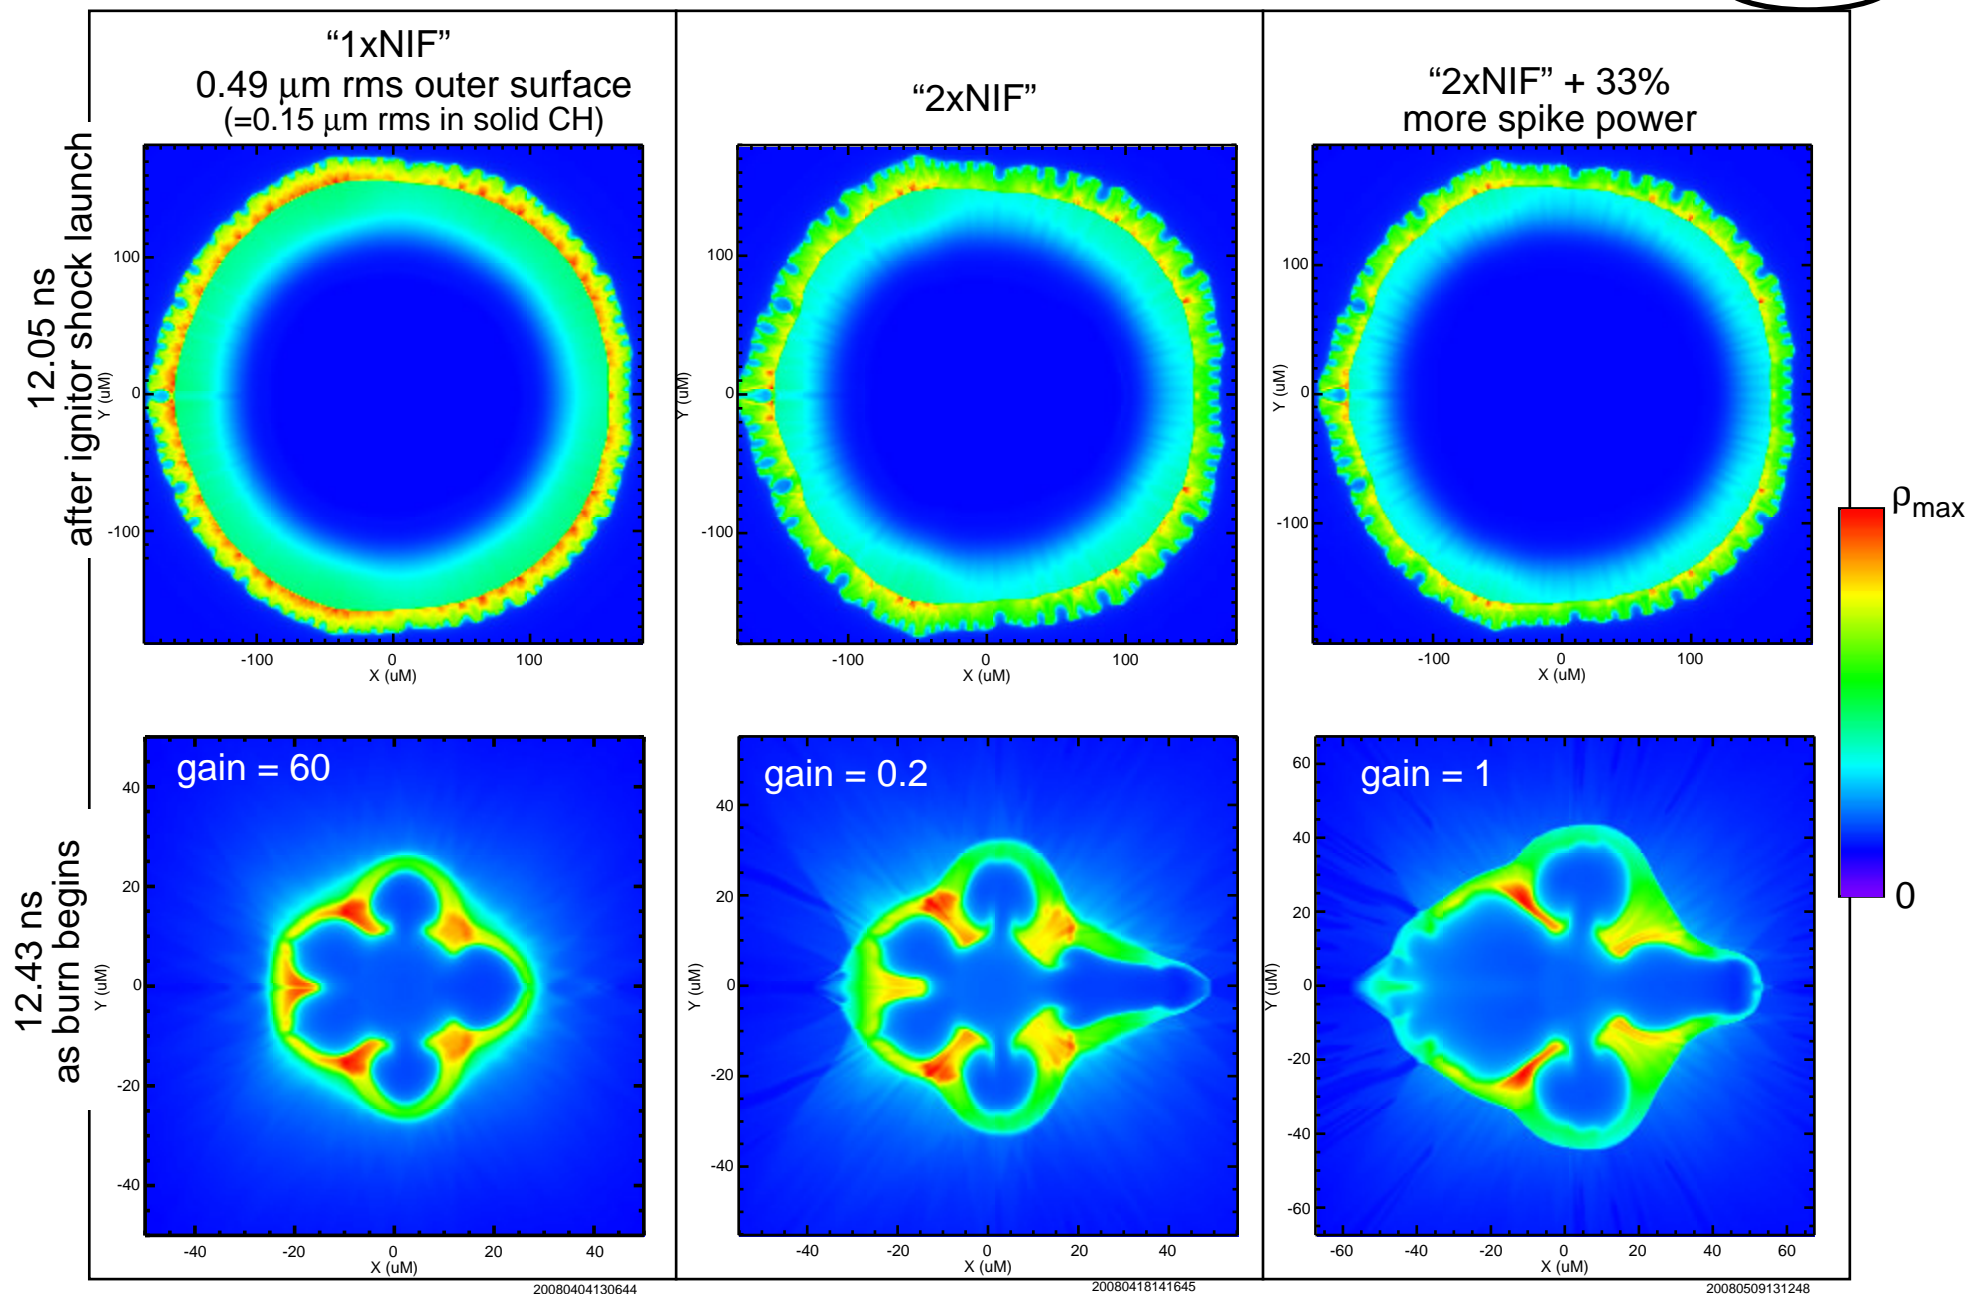 “1xNIF”
0.49 μm rms outer surface
(=0.15 μm rms in solid CH)
“2xNIF”
“2xNIF” + 33%
more spike power
12.05 ns
after ignitor shock launch
Y (uM)
100
0
-100
-100
0
100
X (uM)
Y (uM)
100
0
-100
-100
0
100
X (uM)
Y (uM)
100
0
-100
-100
0
100
X (uM)
ρmax
0
12.43 ns
as burn begins
gain = 60
Y (uM)
40
20
0
-20
-40
-40
-20
0
20
40
X (uM)
20080404130644
gain = 0.2
Y (uM)
40
20
0
-20
-40
-40
-20
0
20
40
X (uM)
20080418141645
gain = 1
Y (uM)
60
40
20
0
-20
-40
-60
-60
-40
-20
0
20
40
60
X (uM)
20080509131248